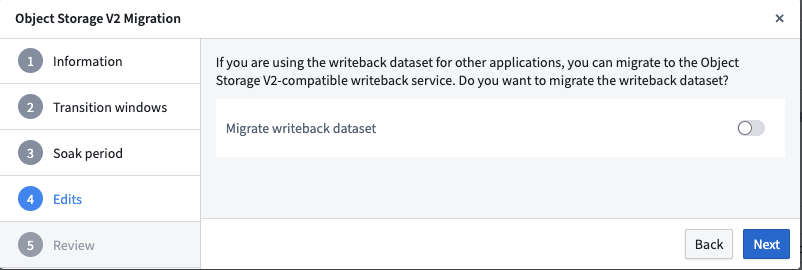 Object Storage V2 Migration
1 Information
2 Transition windows
3 Soak period
4 Edits
5 Review
If you are using the writeback dataset for other applications, you can migrate to the Object
Storage V2-compatible writeback service. Do you want to migrate the writeback dataset?
Migrate writeback dataset
Back Next